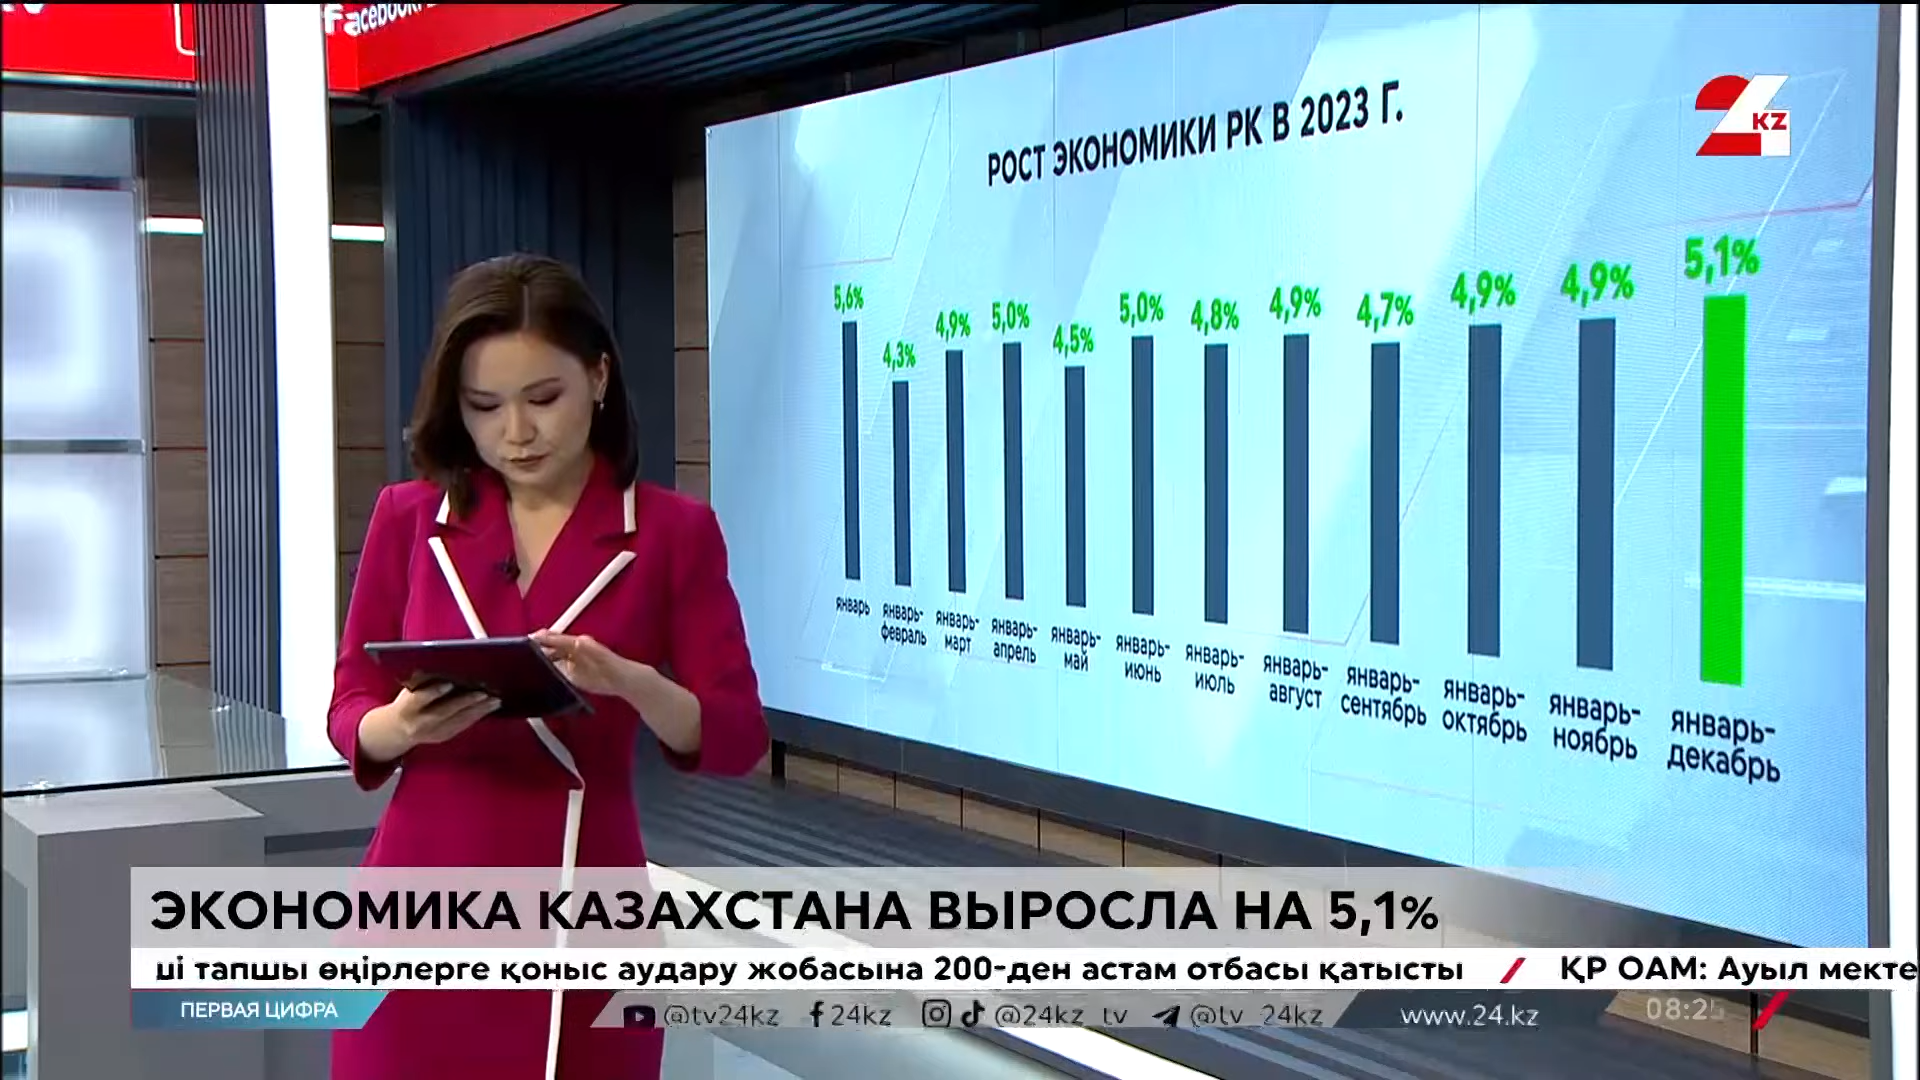 Facebook
24 KZ
РОСТ ЭКОНОМИКИ РК В 2023 Г.
5,6% 4,3% 4,9% 5,0% 4,5% 5,0% 4,8% 4,9% 4,7% 4,9% 4,9% 5,1%
январь
январь-
февраль
январь-
март
январь-
апрель
январь-
май
январь-
июнь
январь-
июль
январь-
август
январь-
сентябрь
январь-
октябрь
январь-
ноябрь
январь-
декабрь
ЭКОНОМИКА КАЗАХСТАНА ВЫРОСЛА НА 5,1%
ші тапшы өңірлерге қоныс аудару жобасына 200-ден астам отбасы қатысты / ҚР ОАМ: Ауыл мекте
ПЕРВАЯ ЦИФРА @tv24kz 24kz @24kz_tv @tv_24kz www.24.kz 08:25